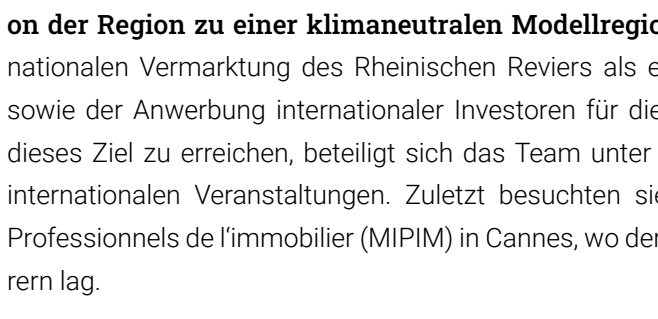 on der Region zu einer klimaneutralen Modellregio
nationalen Vermarktung des Rheinischen Reviers als e
sowie der Anwerbung internationaler Investoren für die
dieses Ziel zu erreichen, beteiligt sich das Team unter
internationalen Veranstaltungen. Zuletzt besuchten sie
Professionnels de l'immobilier (MIPIM) in Cannes, wo der
rern lag.